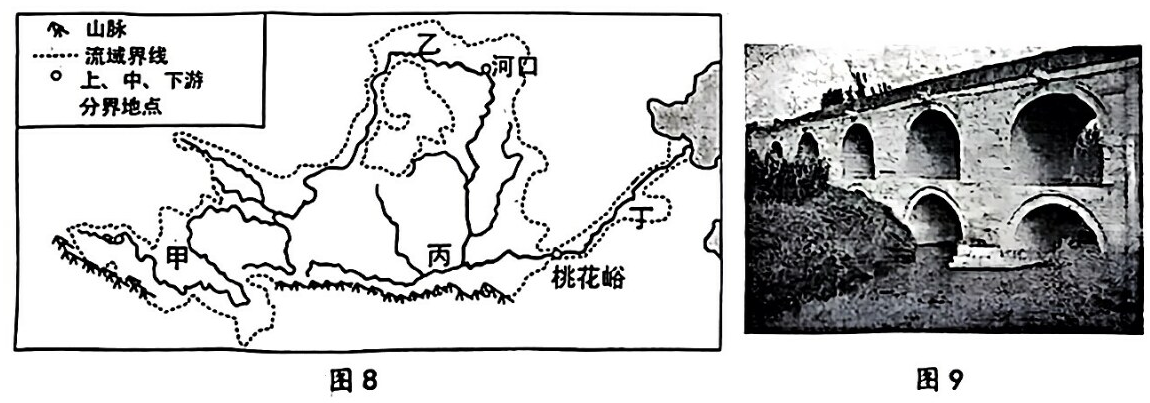 山脉
流域界线
上、中、下游
分界地点
乙
河口
甲
丙
丁
桃花峪
图8
图9